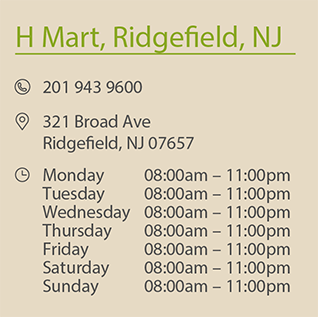 H Mart, Ridgefield, NJ
201 943 9600
321 Broad Ave
Ridgefield, NJ 07657
Monday 08:00am – 11:00pm
Tuesday 08:00am – 11:00pm
Wednesday 08:00am – 11:00pm
Thursday 08:00am – 11:00pm
Friday 08:00am – 11:00pm
Saturday 08:00am – 11:00pm
Sunday 08:00am – 11:00pm